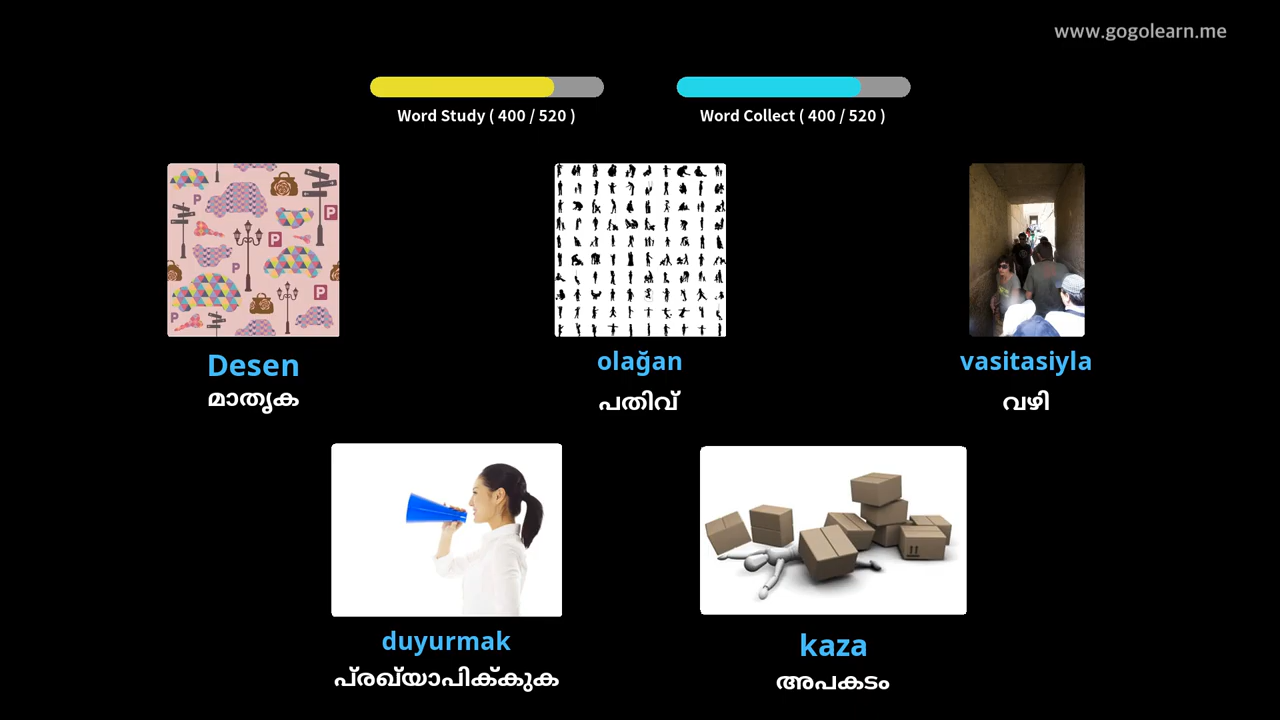 www.gogolearn.me
Word Study ( 400 / 520 )
Word Collect ( 400 / 520 )
P
P
P
P
P
P
Desen
മാതൃക
olağan
പതിവ്
vasitasiyla
വഴി
duyurmak
പ്രഖ്യാപിക്കുക
kaza
അപകടം